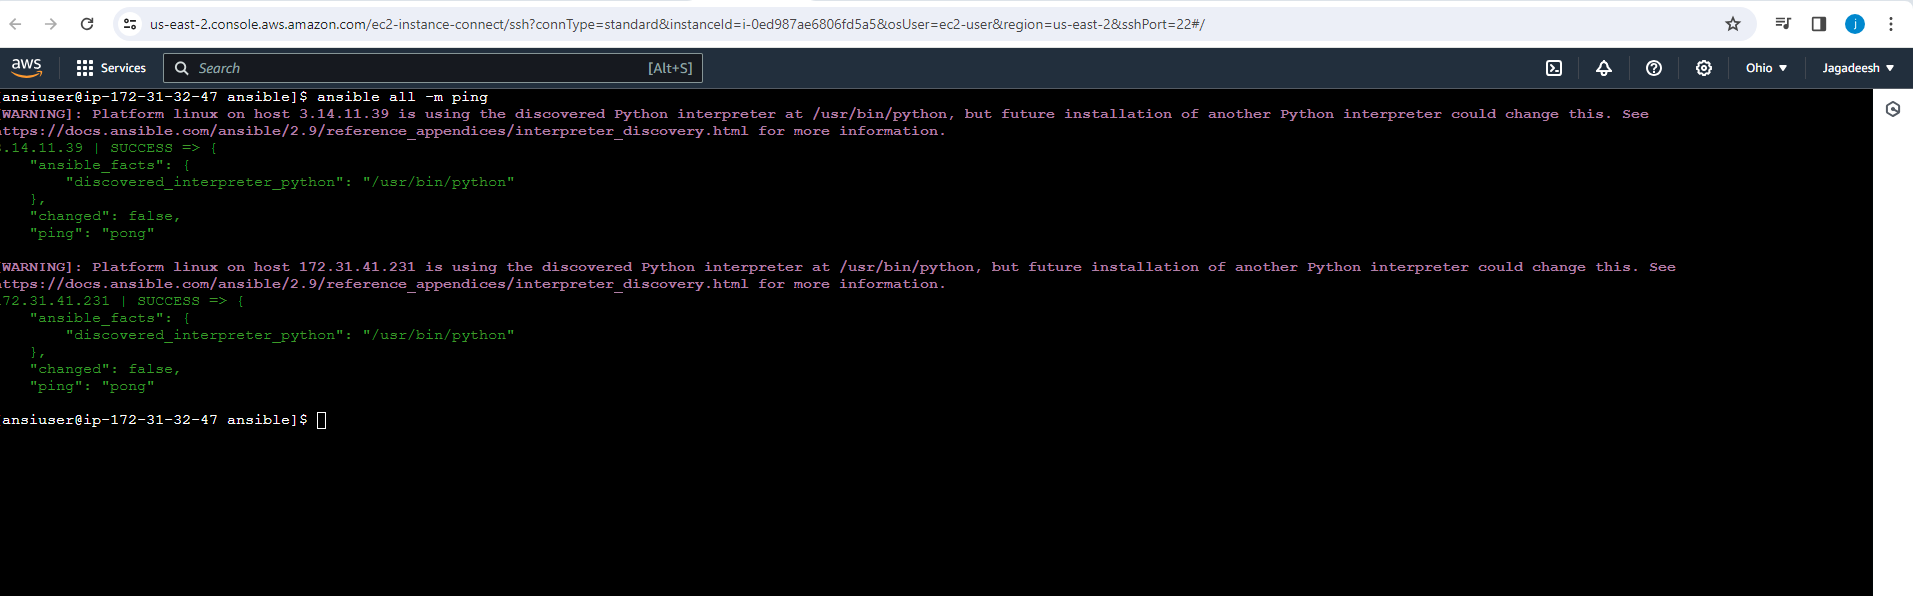 us-east-2.console.aws.amazon.com/ec2-instance-connect/ssh?connType=standard&instanceId=i-0ed987ae6806fd5a5&osUser=ec2-user&region=us-east-2&sshPort=22#/
j
aws Services Search [Alt+S] Ohio Jagadeesh
ansiuser@ip-172-31-32-47 ansible]$ ansible all -m ping
[WARNING]: Platform linux on host 3.14.11.39 is using the discovered Python interpreter at /usr/bin/python, but future installation of another Python interpreter could change this. See
https://docs.ansible.com/ansible/2.9/reference_appendices/interpreter_discovery.html for more information.
3.14.11.39 | SUCCESS => {
"ansible_facts": {
"discovered_interpreter_python": "/usr/bin/python"
},
"changed": false,
"ping": "pong"
[WARNING]: Platform linux on host 172.31.41.231 is using the discovered Python interpreter at /usr/bin/python, but future installation of another Python interpreter could change this. See
https://docs.ansible.com/ansible/2.9/reference_appendices/interpreter_discovery.html for more information.
172.31.41.231 | SUCCESS => {
"ansible_facts": {
"discovered_interpreter_python": "/usr/bin/python"
},
"changed": false,
"ping": "pong"
ansiuser@ip-172-31-32-47 ansible]$